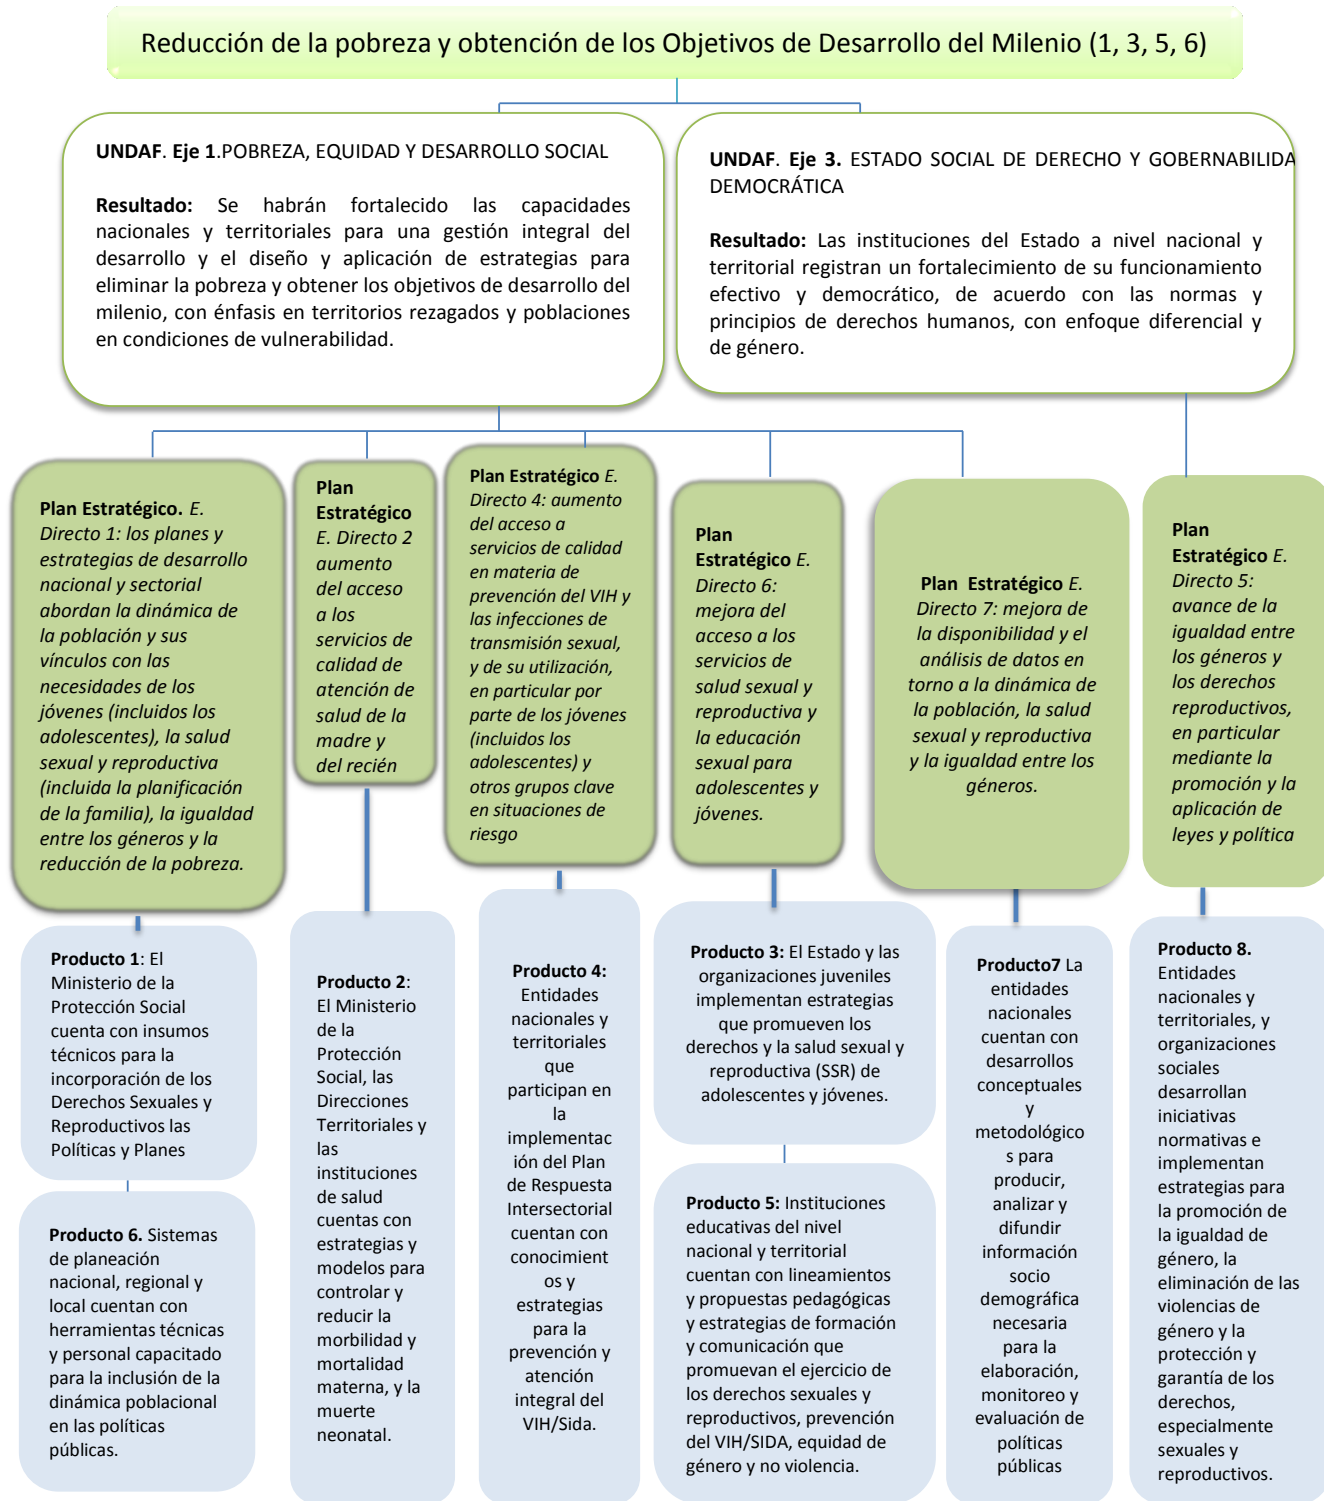 Reducción de la pobreza y obtención de los Objetivos de Desarrollo del Milenio (1, 3, 5, 6)
UNDAF. Eje 1.POBREZA, EQUIDAD Y DESARROLLO SOCIAL
Resultado: Se habrán fortalecido las capacidades
nacionales y territoriales para una gestión integral del
desarrollo y el diseño y aplicación de estrategias para
eliminar la pobreza y obtener los objetivos de desarrollo del
milenio, con énfasis en territorios rezagados y poblaciones
en condiciones de vulnerabilidad.
UNDAF. Eje 3. ESTADO SOCIAL DE DERECHO Y GOBERNABILIDA
DEMOCRÁTICA
Resultado: Las instituciones del Estado a nivel nacional y
territorial registran un fortalecimiento de su funcionamiento
efectivo y democrático, de acuerdo con las normas y
principios de derechos humanos, con enfoque diferencial y
de género.
Plan Estratégico. E.
Directo 1: los planes y
estrategias de desarrollo
nacional y sectorial
abordan la dinámica de
la población y sus
vínculos con las
necesidades de los
jóvenes (incluidos los
adolescentes), la salud
sexual y reproductiva
(incluida la planificación
de la familia), la igualdad
entre los géneros y la
reducción de la pobreza.
Plan
Estratégico
E. Directo 2
aumento
del acceso
a los
servicios de
calidad de
atención de
salud de la
madre y
del recién
Plan Estratégico E.
Directo 4: aumento
del acceso a
servicios de calidad
en materia de
prevención del VIH y
las infecciones de
transmisión sexual,
y de su utilización,
en particular por
parte de los jóvenes
(incluidos los
adolescentes) y
otros grupos clave
en situaciones de
riesgo
Plan
Estratégico E.
Directo 6:
mejora del
acceso a los
servicios de
salud sexual y
reproductiva y
la educación
sexual para
adolescentes y
jóvenes.
Plan Estratégico E.
Directo 7: mejora de
la disponibilidad y el
análisis de datos en
torno a la dinámica de
la población, la salud
sexual y reproductiva
y la igualdad entre los
géneros.
Plan
Estratégico E.
Directo 5:
avance de la
igualdad entre
los géneros y
los derechos
reproductivos,
en particular
mediante la
promoción y la
aplicación de
leyes y política
Producto 1: El
Ministerio de la
Protección Social
cuenta con insumos
técnicos para la
incorporación de los
Derechos Sexuales y
Reproductivos las
Políticas y Planes
Producto 6. Sistemas
de planeación
nacional, regional y
local cuentan con
herramientas técnicas
y personal capacitado
para la inclusión de la
dinámica poblacional
en las políticas
públicas.
Producto 2:
El Ministerio
de la
Protección
Social, las
Direcciones
Territoriales y
las
instituciones
de salud
cuentas con
estrategias y
modelos para
controlar y
reducir la
morbilidad y
mortalidad
materna, y la
muerte
neonatal.
Producto 4:
Entidades
nacionales y
territoriales
que
participan en
la
implementac
ión del Plan
de Respuesta
Intersectorial
cuentan con
conocimient
os y
estrategias
para la
prevención y
atención
integral del
VIH/Sida.
Producto 3: El Estado y las
organizaciones juveniles
implementan estrategias
que promueven los
derechos y la salud sexual y
reproductiva (SSR) de
adolescentes y jóvenes.
Producto 5: Instituciones
educativas del nivel
nacional y territorial
cuentan con lineamientos
y propuestas pedagógicas
y estrategias de formación
y comunicación que
promuevan el ejercicio de
los derechos sexuales y
reproductivos, prevención
del VIH/SIDA, equidad de
género y no violencia.
Producto7 La
entidades
nacionales
cuentan con
desarrollos
conceptuales
y
metodológico
s para
producir,
analizar y
difundir
información
socio
demográfica
necesaria
para la
elaboración,
monitoreo y
evaluación de
políticas
públicas
Producto 8.
Entidades
nacionales y
territoriales, y
organizaciones
sociales
desarrollan
iniciativas
normativas e
implementan
estrategias para
la promoción de
la igualdad de
género, la
eliminación de las
violencias de
género y la
protección y
garantía de los
derechos,
especialmente
sexuales y
reproductivos.